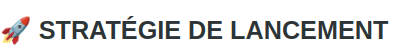 🚀 STRATÉGIE DE LANCEMENT